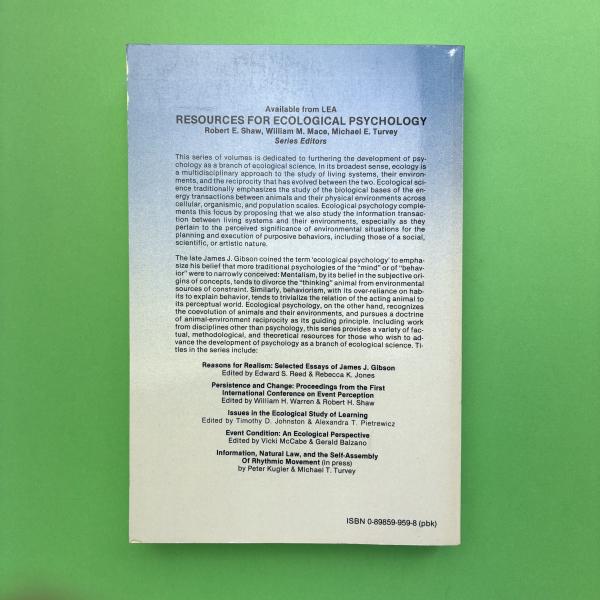 Available from LEA
RESOURCES FOR ECOLOGICAL PSYCHOLOGY
Robert E. Shaw, William M. Mace, Michael E. Turvey
Series Editors
This series of volumes is dedicated to furthering the development of psy-
chology as a branch of ecological science. In its broadest sense, ecology is
a multidisciplinary approach to the study of living systems, their environ-
ments, and the reciprocity that has evolved between the two. Ecological sci-
ence traditionally emphasizes the study of the biological bases of the en-
ergy transactions between animals and their physical environments across
cellular, organismic, and population scales. Ecological psychology comple-
ments this focus by proposing that we also study the information transac-
tion between living systems and their environments, especially as they
pertain to the perceived significance of environmental situations for the
planning and execution of purposive behaviors, including those of a social,
scientific, or artistic nature.
The late James J. Gibson coined the term 'ecological psychology' to empha-
size his belief that more traditional psychologies of the "mind" or of "behav-
ior" were to narrowly conceived: Mentalism, by its belief in the subjective ori-
gins of concepts, tends to divorce the "thinking" animal from environmental
sources of constraint. Similarly, behaviorism, with its over-reliance on hab-
its to explain behavior, tends to trivialize the relation of the acting animal to
its perceptual world. Ecological psychology, on the other hand, recognizes
the coevolution of animals and their environments, and pursues a doctrine
of animal-environment reciprocity as its guiding principle. Including work
from disciplines other than psychology, this series provides a variety of fac-
tual, methodological, and theoretical resources for those who wish to ad-
vance the development of psychology as a branch of ecological science. Ti-
tles in the series include:
Reasons for Realism: Selected Essays of James J. Gibson
Edited by Edward S. Reed & Rebecca K. Jones
Persistence and Change: Proceedings from the First
International Conference on Event Perception
Edited by William H. Warren & Robert H. Shaw
Issues in the Ecological Study of Learning
Edited by Timothy D. Johnston & Alexandra T. Pietrewicz
Event Condition: An Ecological Perspective
Edited by Vicki McCabe & Gerald Balzano
Information, Natural Law, and the Self-Assembly
Of Rhythmic Movement (in press)
by Peter Kugler & Michael T. Turvey
ISBN 0-89859-959-8 (pbk)